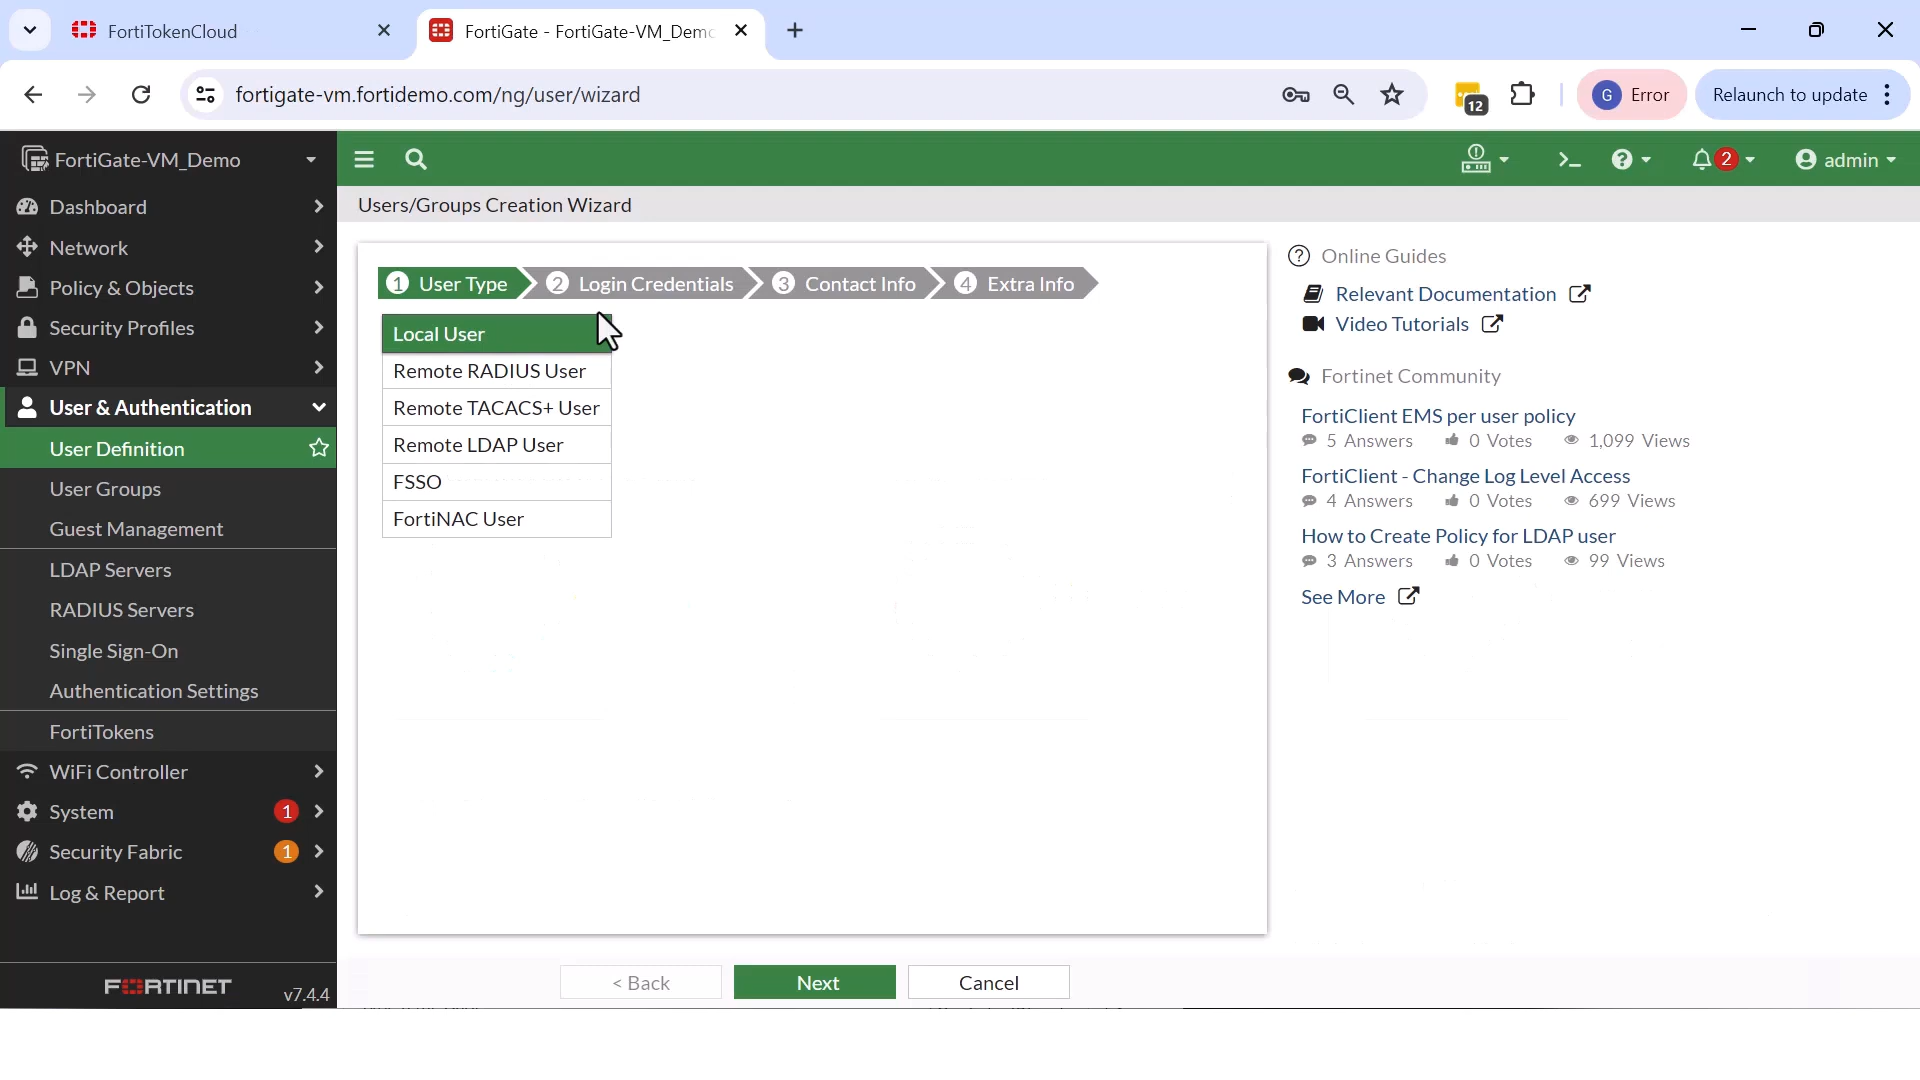 FortiTokenCloud
FortiGate - FortiGate-VM_Demo
fortigate-vm.fortidemo.com/ng/user/wizard
12
G Error
Relaunch to update
FortiGate-VM_Demo
2
admin
Dashboard
Network
Policy & Objects
Security Profiles
VPN
User & Authentication
User Definition
User Groups
Guest Management
LDAP Servers
RADIUS Servers
Single Sign-On
Authentication Settings
FortiTokens
WiFi Controller
System 1
Security Fabric 1
Log & Report
FORTINET v7.4.4
Users/Groups Creation Wizard
1 User Type 2 Login Credentials 3 Contact Info 4 Extra Info
Local User
Remote RADIUS User
Remote TACACS+ User
Remote LDAP User
FSSO
FortiNAC User
< Back Next Cancel
Online Guides
Relevant Documentation
Video Tutorials
Fortinet Community
FortiClient EMS per user policy
5 Answers 0 Votes 1,099 Views
FortiClient - Change Log Level Access
4 Answers 0 Votes 699 Views
How to Create Policy for LDAP user
3 Answers 0 Votes 99 Views
See More